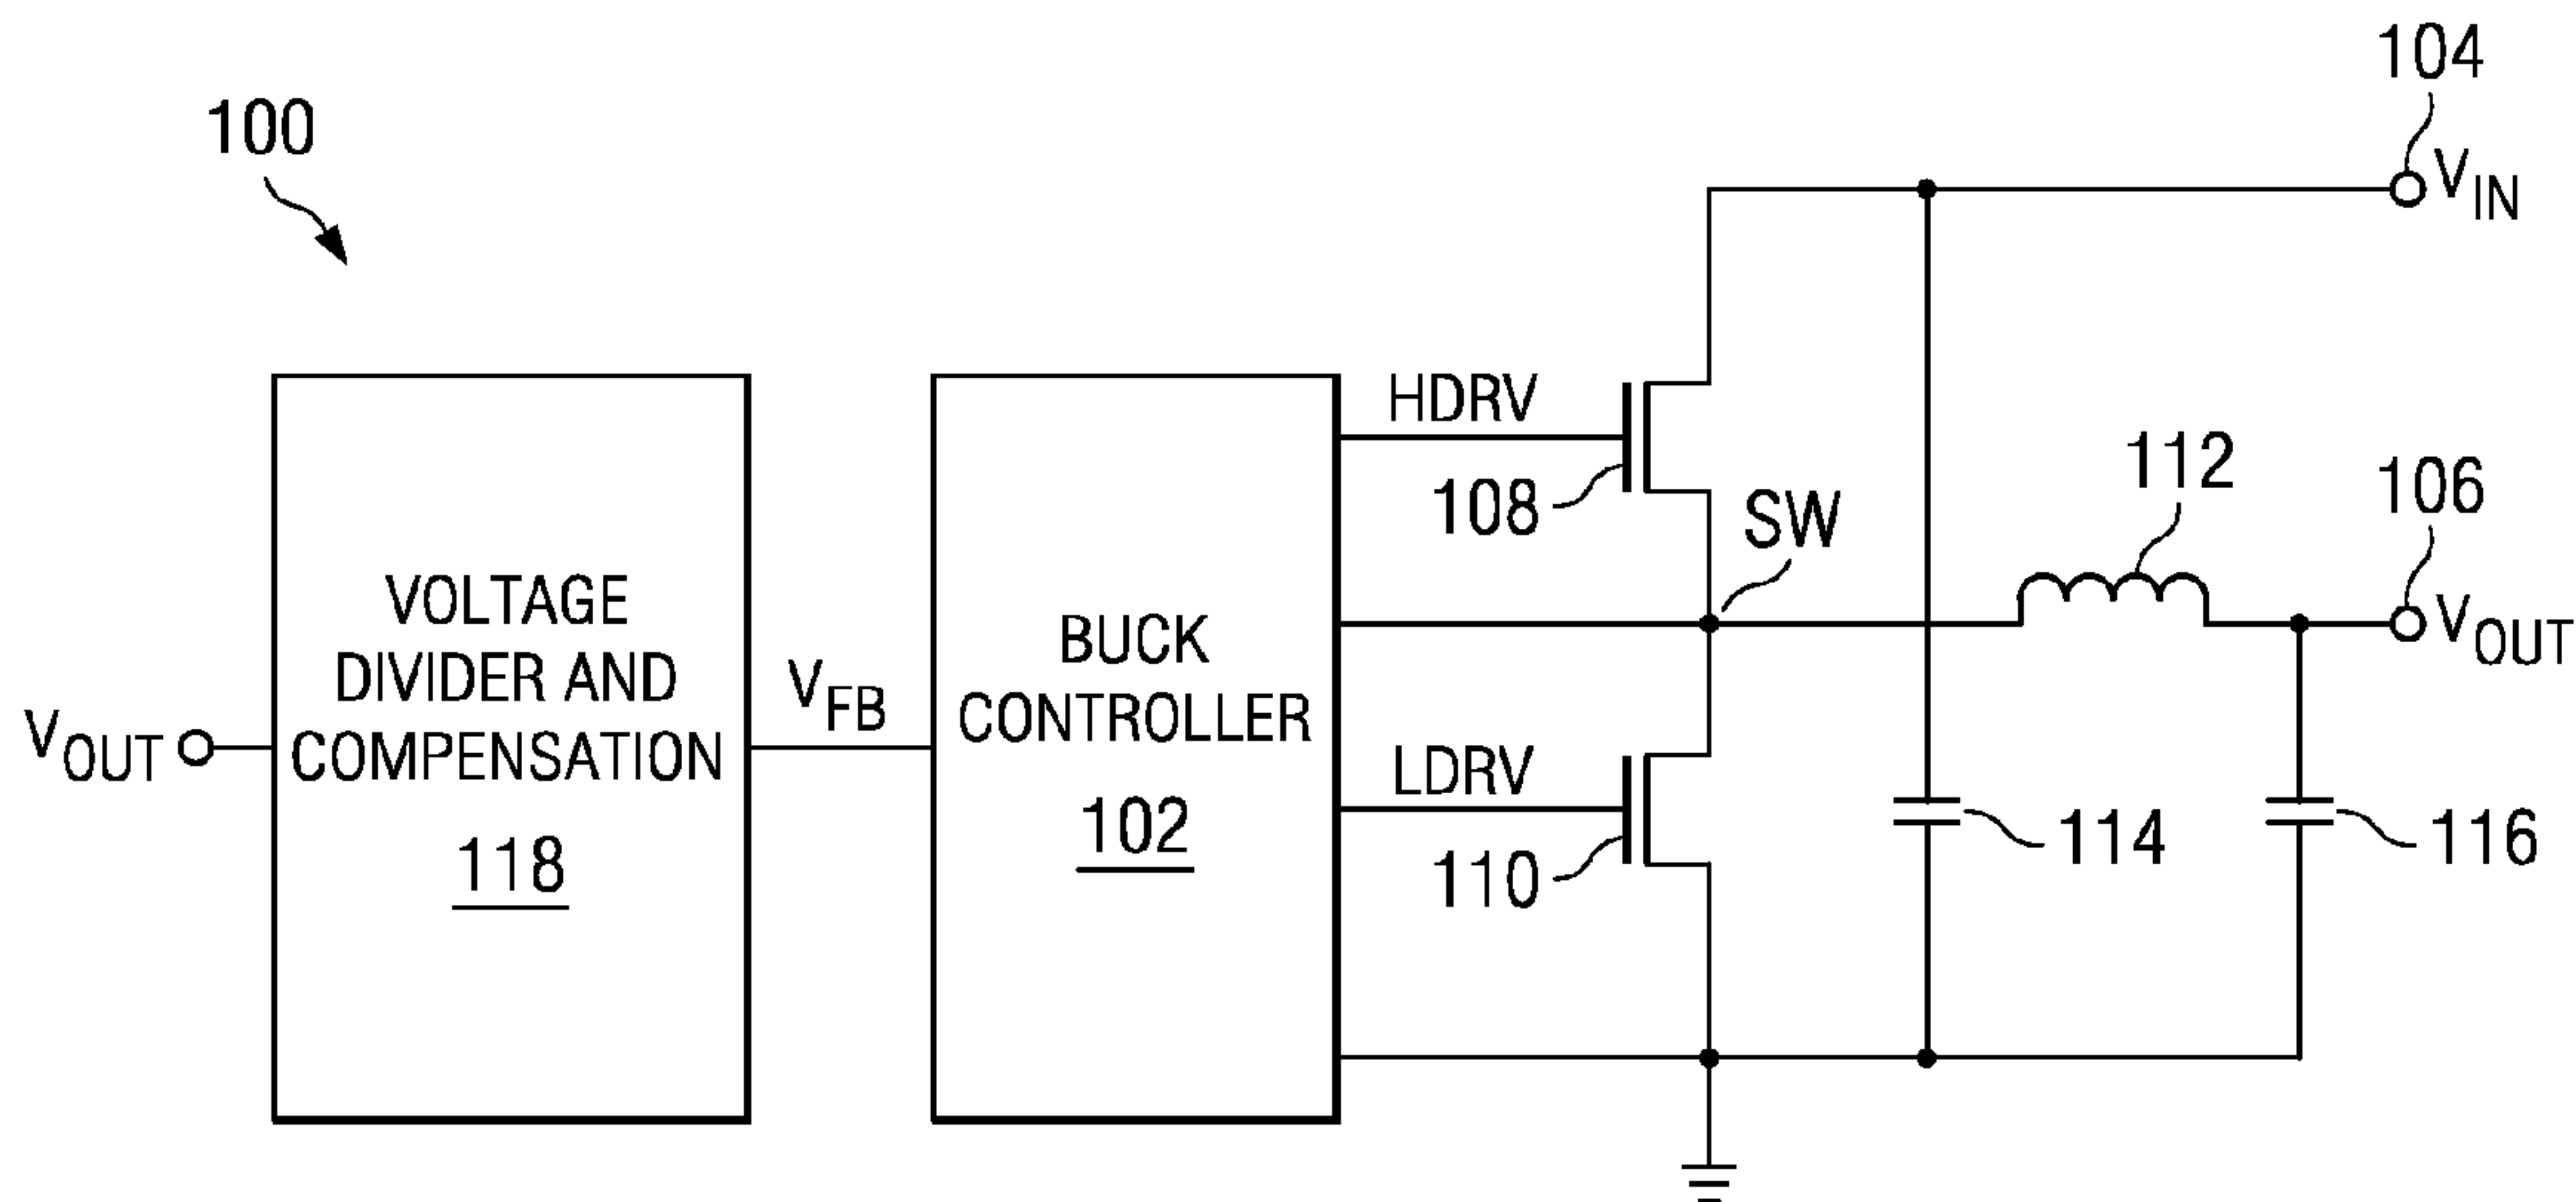 104
100
VIN
HDRV
108
SW
112
106
VOUT
VOLTAGE
DIVIDER AND
COMPENSATION
118
VOUT
VFB
BUCK
CONTROLLER
102
LDRV
110
114
116